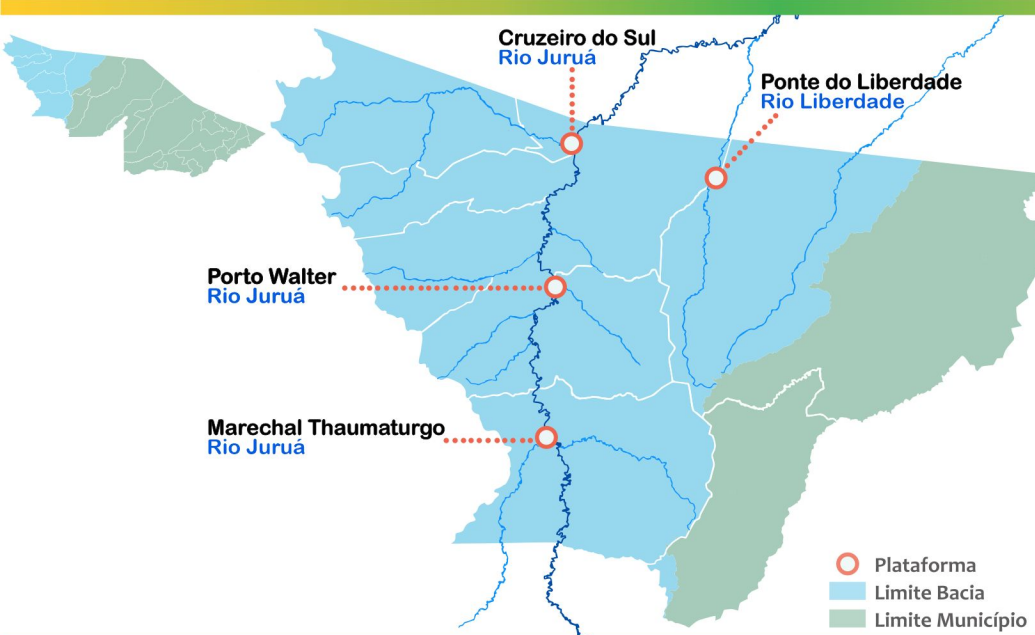 Cruzeiro do Sul
Rio Juruá
Ponte do Liberdade
Rio Liberdade
Porto Walter
Rio Juruá
Marechal Thaumaturgo
Rio Juruá
Plataforma
Limite Bacia
Limite Município